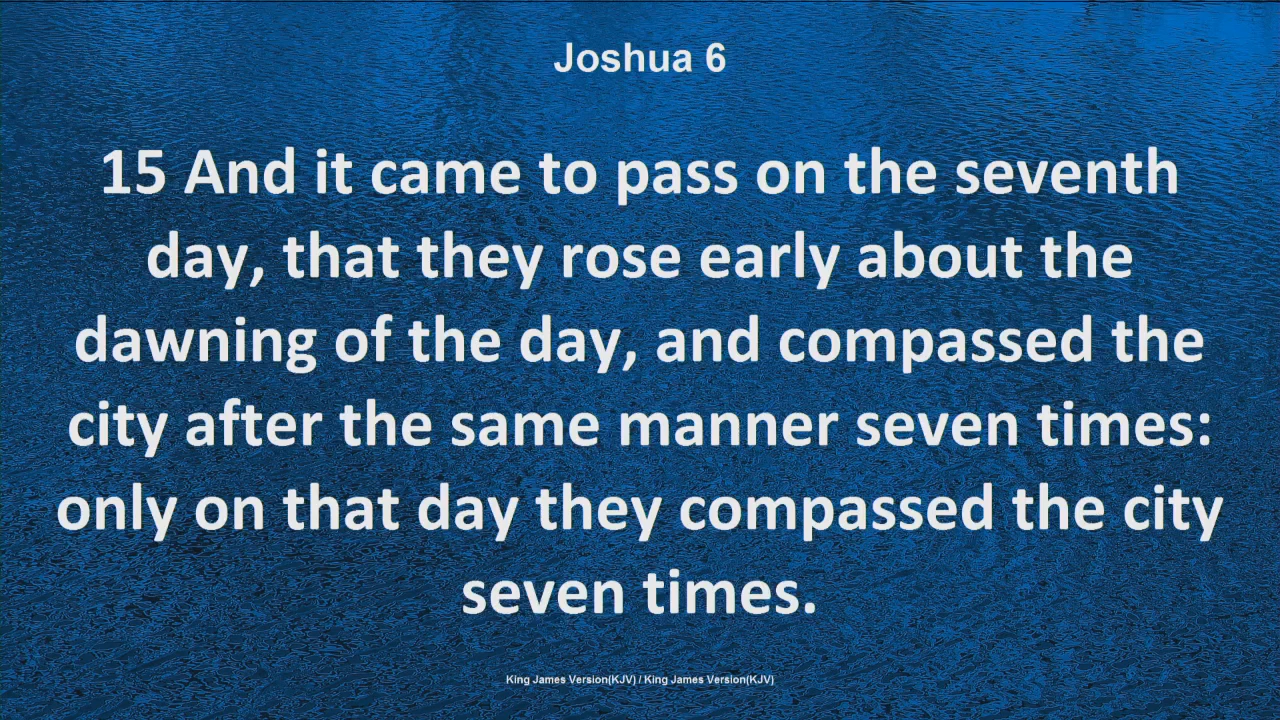 Joshua 6
15 And it came to pass on the seventh
day, that they rose early about the
dawning of the day, and compassed the
city after the same manner seven times:
only on that day they compassed the city
seven times.
King James Version(KJV) / King James Version(KJV)